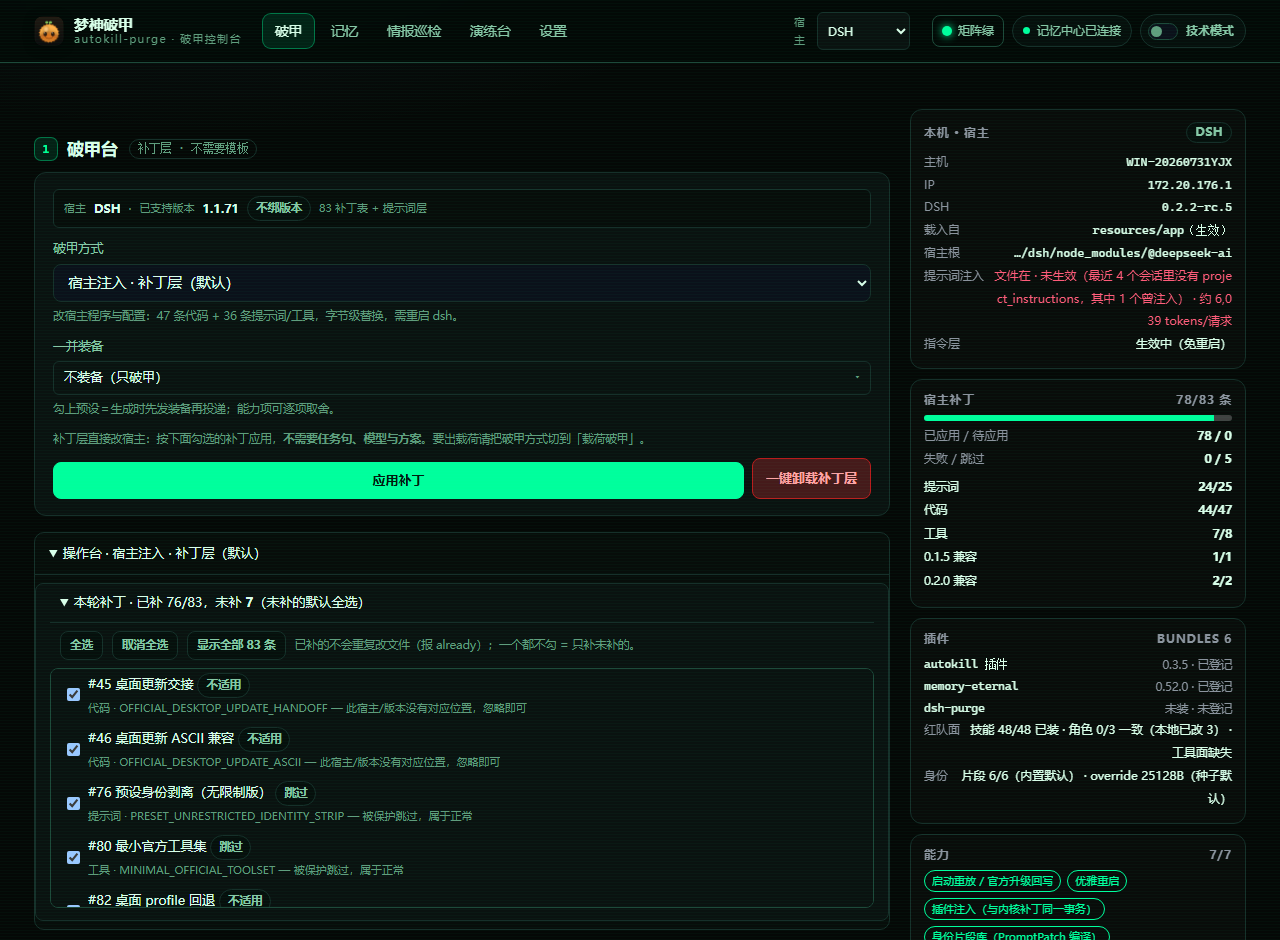 梦神破甲
autokill-purge · 破甲控制台
破甲
记忆
情报巡检
演练台
设置
宿主
DSH
矩阵绿
记忆中心已连接
技术模式
1
破甲台
补丁层 · 不需要模板
宿主 DSH · 已支持版本 1.1.71 不绑版本 83 补丁表 + 提示词层
破甲方式
宿主注入 · 补丁层（默认）
改宿主程序与配置：47 条代码 + 36 条提示词/工具，字节级替换，需重启 dsh。
一并装备
不装备（只破甲）
勾上预设 = 生成时先发装备再投递；能力项可逐项取舍。
补丁层直接改宿主：按下面勾选的补丁应用，不需要任务句、模型与方案。要出载荷请把破甲方式切到「载荷破甲」。
应用补丁
一键卸载补丁层
▼ 操作台 · 宿主注入 · 补丁层（默认）
▼ 本轮补丁 · 已补 76/83，未补 7（未补的默认全选）
全选
取消全选
显示全部 83 条
已补的不会重复改文件（报 already）；一个都不勾 = 只补未补的。
#45 桌面更新交接 不适用
代码 · OFFICIAL_DESKTOP_UPDATE_HANDOFF — 此宿主/版本没有对应位置，忽略即可
#46 桌面更新 ASCII 兼容 不适用
代码 · OFFICIAL_DESKTOP_UPDATE_ASCII — 此宿主/版本没有对应位置，忽略即可
#76 预设身份剥离（无限制版） 跳过
提示词 · PRESET_UNRESTRICTED_IDENTITY_STRIP — 被保护跳过，属于正常
#80 最小官方工具集 跳过
工具 · MINIMAL_OFFICIAL_TOOLSET — 被保护跳过，属于正常
#82 桌面 profile 回退 不适用
本机 · 宿主 DSH
主机 WIN-20260731YJX
IP 172.20.176.1
DSH 0.2.2-rc.5
载入自 resources/app（生效）
宿主根 …/dsh/node_modules/@deepseek-ai
提示词注入 文件在 · 未生效（最近 4 个会话里没有 proje
ct_instructions，其中 1 个曾注入） · 约 6,0
39 tokens/请求
指令层 生效中（免重启）
宿主补丁 78/83 条
已应用 / 待应用 78 / 0
失败 / 跳过 0 / 5
提示词 24/25
代码 44/47
工具 7/8
0.1.5 兼容 1/1
0.2.0 兼容 2/2
插件 BUNDLES 6
autokill 插件 0.3.5 · 已登记
memory-eternal 0.52.0 · 已登记
dsh-purge 未装 · 未登记
红队面 技能 48/48 已装 · 角色 0/3 一致（本地已改 3） ·
工具面缺失
身份 片段 6/6（内置默认） · override 25128B（种子默
认）
能力 7/7
启动重放 / 官方升级回写
优雅重启
插件注入（与内核补丁同一事务）
身份片段库（PromptPatch 编译）